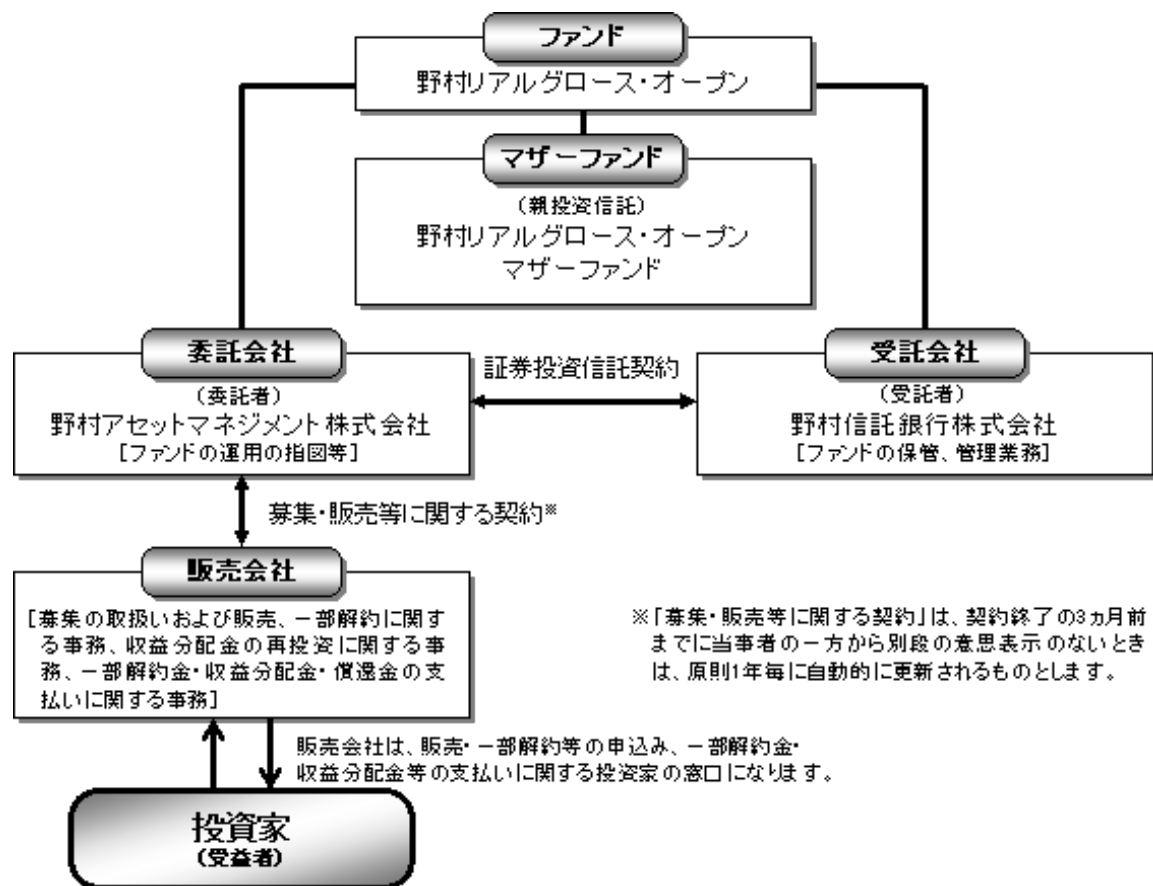 ファンド
野村リアルグロース・オープン
マザーファンド
(親投資信託)
野村リアルグロース・オープン
マザーファンド
委託会社
(委託者)
野村アセットマネジメント株式会社
[ファンドの運用の指図等]
証券投資信託契約
受託会社
(受託者)
野村信託銀行株式会社
[ファンドの保管、管理業務]
募集・販売等に関する契約※
販売会社
[募集の取扱いおよび販売、一部解約に関す
る事務、収益分配金の再投資に関する事
務、一部解約金・収益分配金・償還金の支
払いに関する事務]
※「募集・販売等に関する契約」は、契約終了の3ヵ月前
までに当事者の一方から別段の意思表示のないとき
は、原則1年毎に自動的に更新されるものとします。
販売会社は、販売・一部解約等の申込み、一部解約金・
収益分配金等の支払いに関する投資家の窓口になります。
投資家
(受益者)